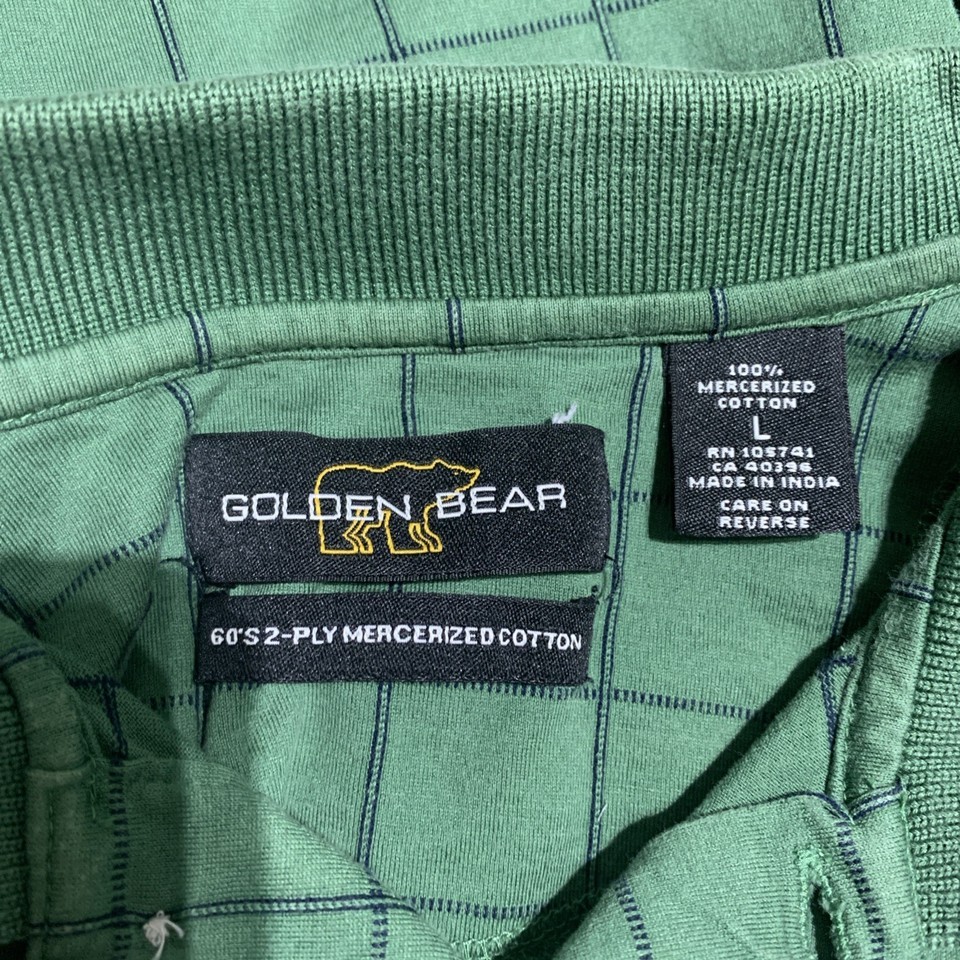 GOLDEN BEAR
60'S 2-PLY MERCERIZED COTTON
100%
MERCERIZED
COTTON
L
RN 105741
CA 40396
MADE IN INDIA
CARE ON
REVERSE